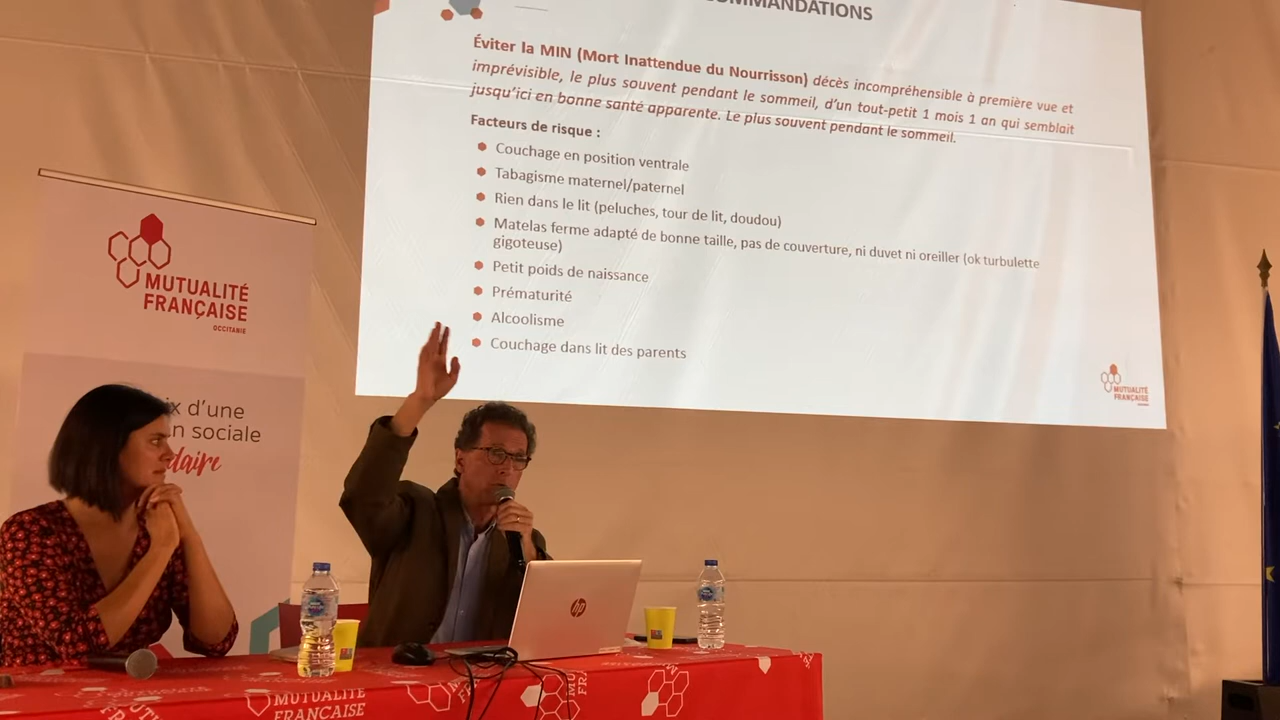 COMMANDATIONS
Éviter la MIN (Mort Inattendue du Nourrisson) décès incompréhensible à première vue et
imprévisible, le plus souvent pendant le sommeil, d'un tout-petit 1 mois 1 an qui semblait
jusqu'ici en bonne santé apparente. Le plus souvent pendant le sommeil.
Facteurs de risque :
Couchage en position ventrale
Tabagisme maternel/paternel
Rien dans le lit (peluches, tour de lit, doudou)
Matelas ferme adapté de bonne taille, pas de couverture, ni duvet ni oreiller (ok turbulette
gigoteuse)
Petit poids de naissance
Prématurité
Alcoolisme
Couchage dans lit des parents
MUTUALITÉ
FRANÇAISE
MUTUALITÉ
FRANÇAISE
OCCITANIE
ix d'une
n sociale
daire
hp
MUTUALITÉ
FRANÇAISE